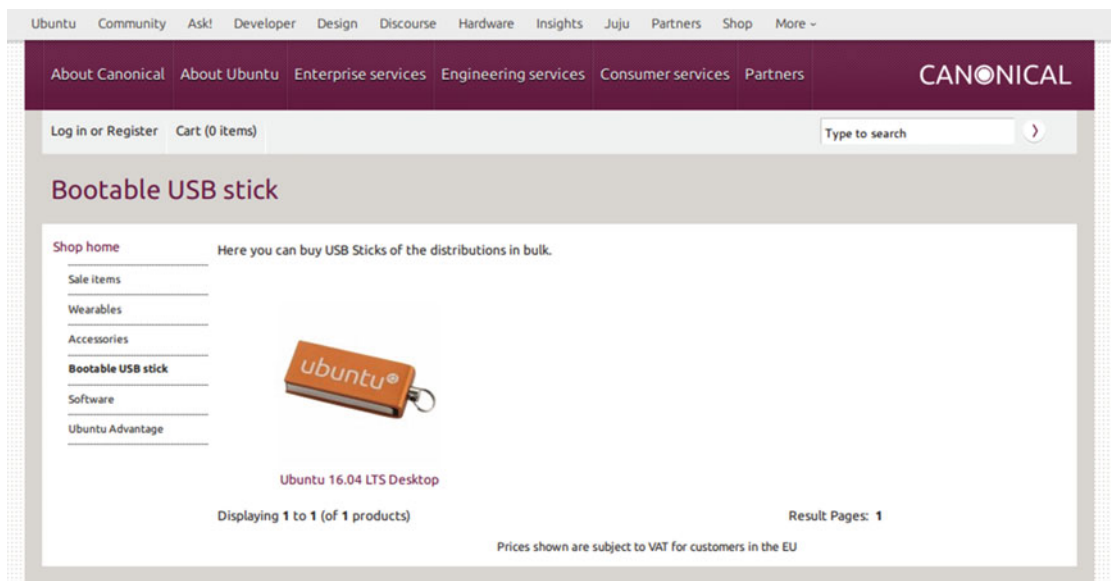 Ubuntu Community Ask! Developer Design Discourse Hardware Insights Juju Partners Shop More
About Canonical About Ubuntu Enterprise services Engineering services Consumer services Partners CANONICAL
Log in or Register Cart (0 items) Type to search
Bootable USB stick
Shop home
Here you can buy USB Sticks of the distributions in bulk.
Sale items
Wearables
Accessories
Bootable USB stick
Software
Ubuntu Advantage
ubuntu®
Ubuntu 16.04 LTS Desktop
Displaying 1 to 1 (of 1 products) Result Pages: 1
Prices shown are subject to VAT for customers in the EU